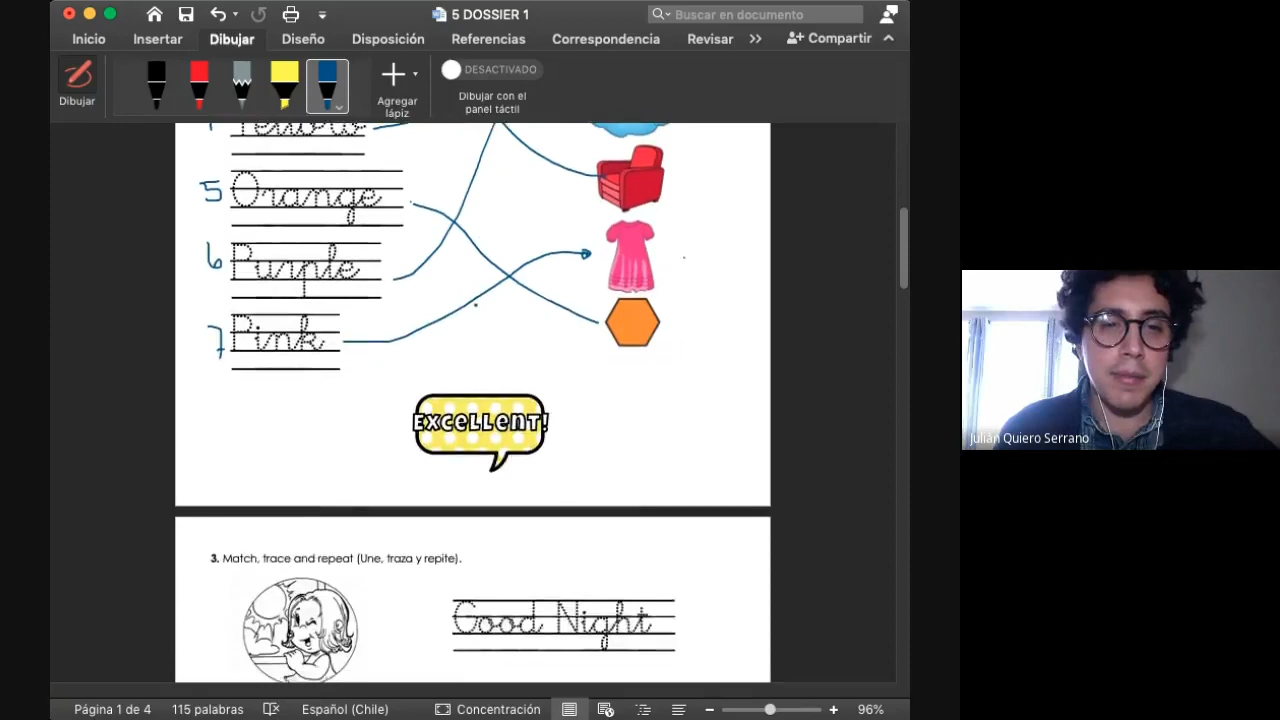 5 DOSSIER 1
Buscar en documento
Inicio Insertar Dibujar Diseño Disposición Referencias Correspondencia Revisar >> Compartir
Dibujar
Agregar lápiz
DESACTIVADO
Dibujar con el panel táctil
Yellow
5 Orange
6 Purple
7 Pink
EXCELLENT!
3. Match, trace and repeat (Une, traza y repite).
Good Night
Julián Quiero Serrano
Página 1 de 4 115 palabras Español (Chile) Concentración 96%